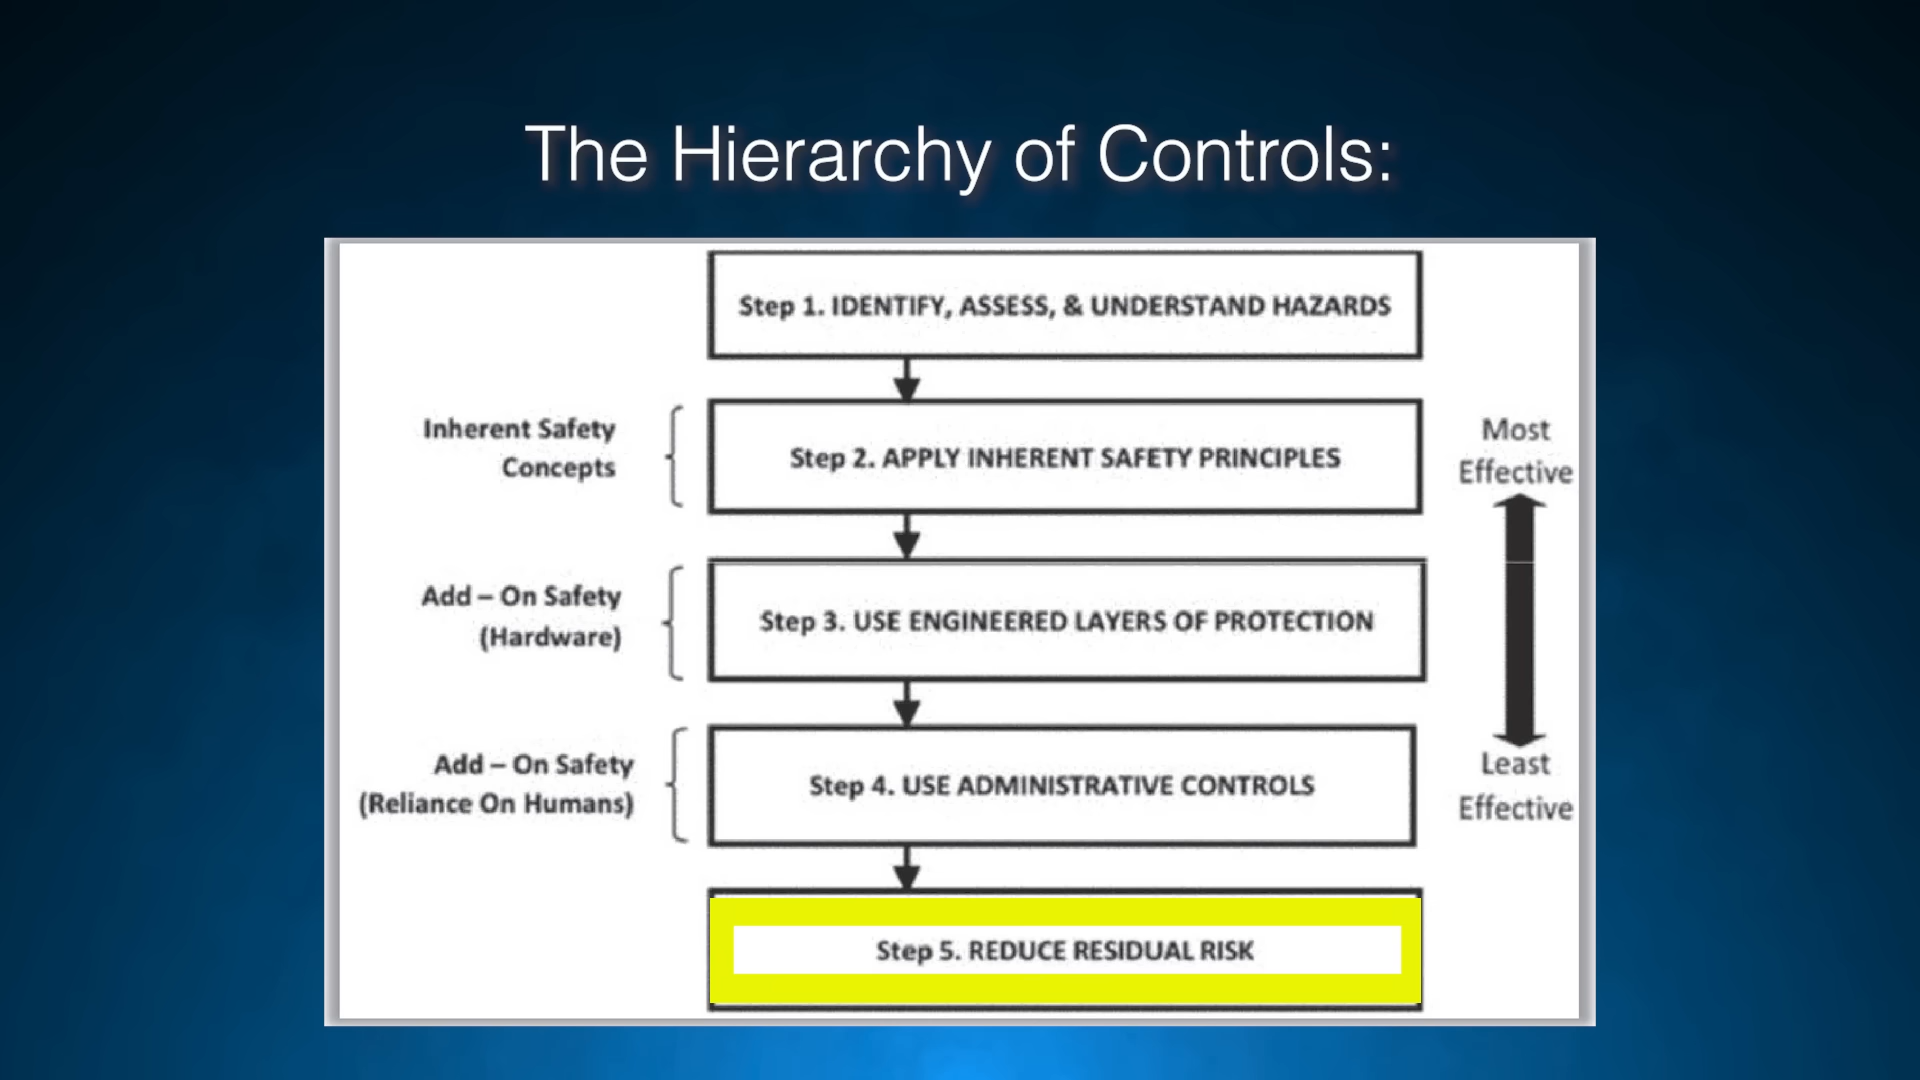 The Hierarchy of Controls:
Step 1. IDENTIFY, ASSESS, & UNDERSTAND HAZARDS
Inherent Safety
Concepts
Step 2. APPLY INHERENT SAFETY PRINCIPLES
Most
Effective
Add – On Safety
(Hardware)
Step 3. USE ENGINEERED LAYERS OF PROTECTION
Add – On Safety
(Reliance On Humans)
Step 4. USE ADMINISTRATIVE CONTROLS
Least
Effective
Step 5. REDUCE RESIDUAL RISK